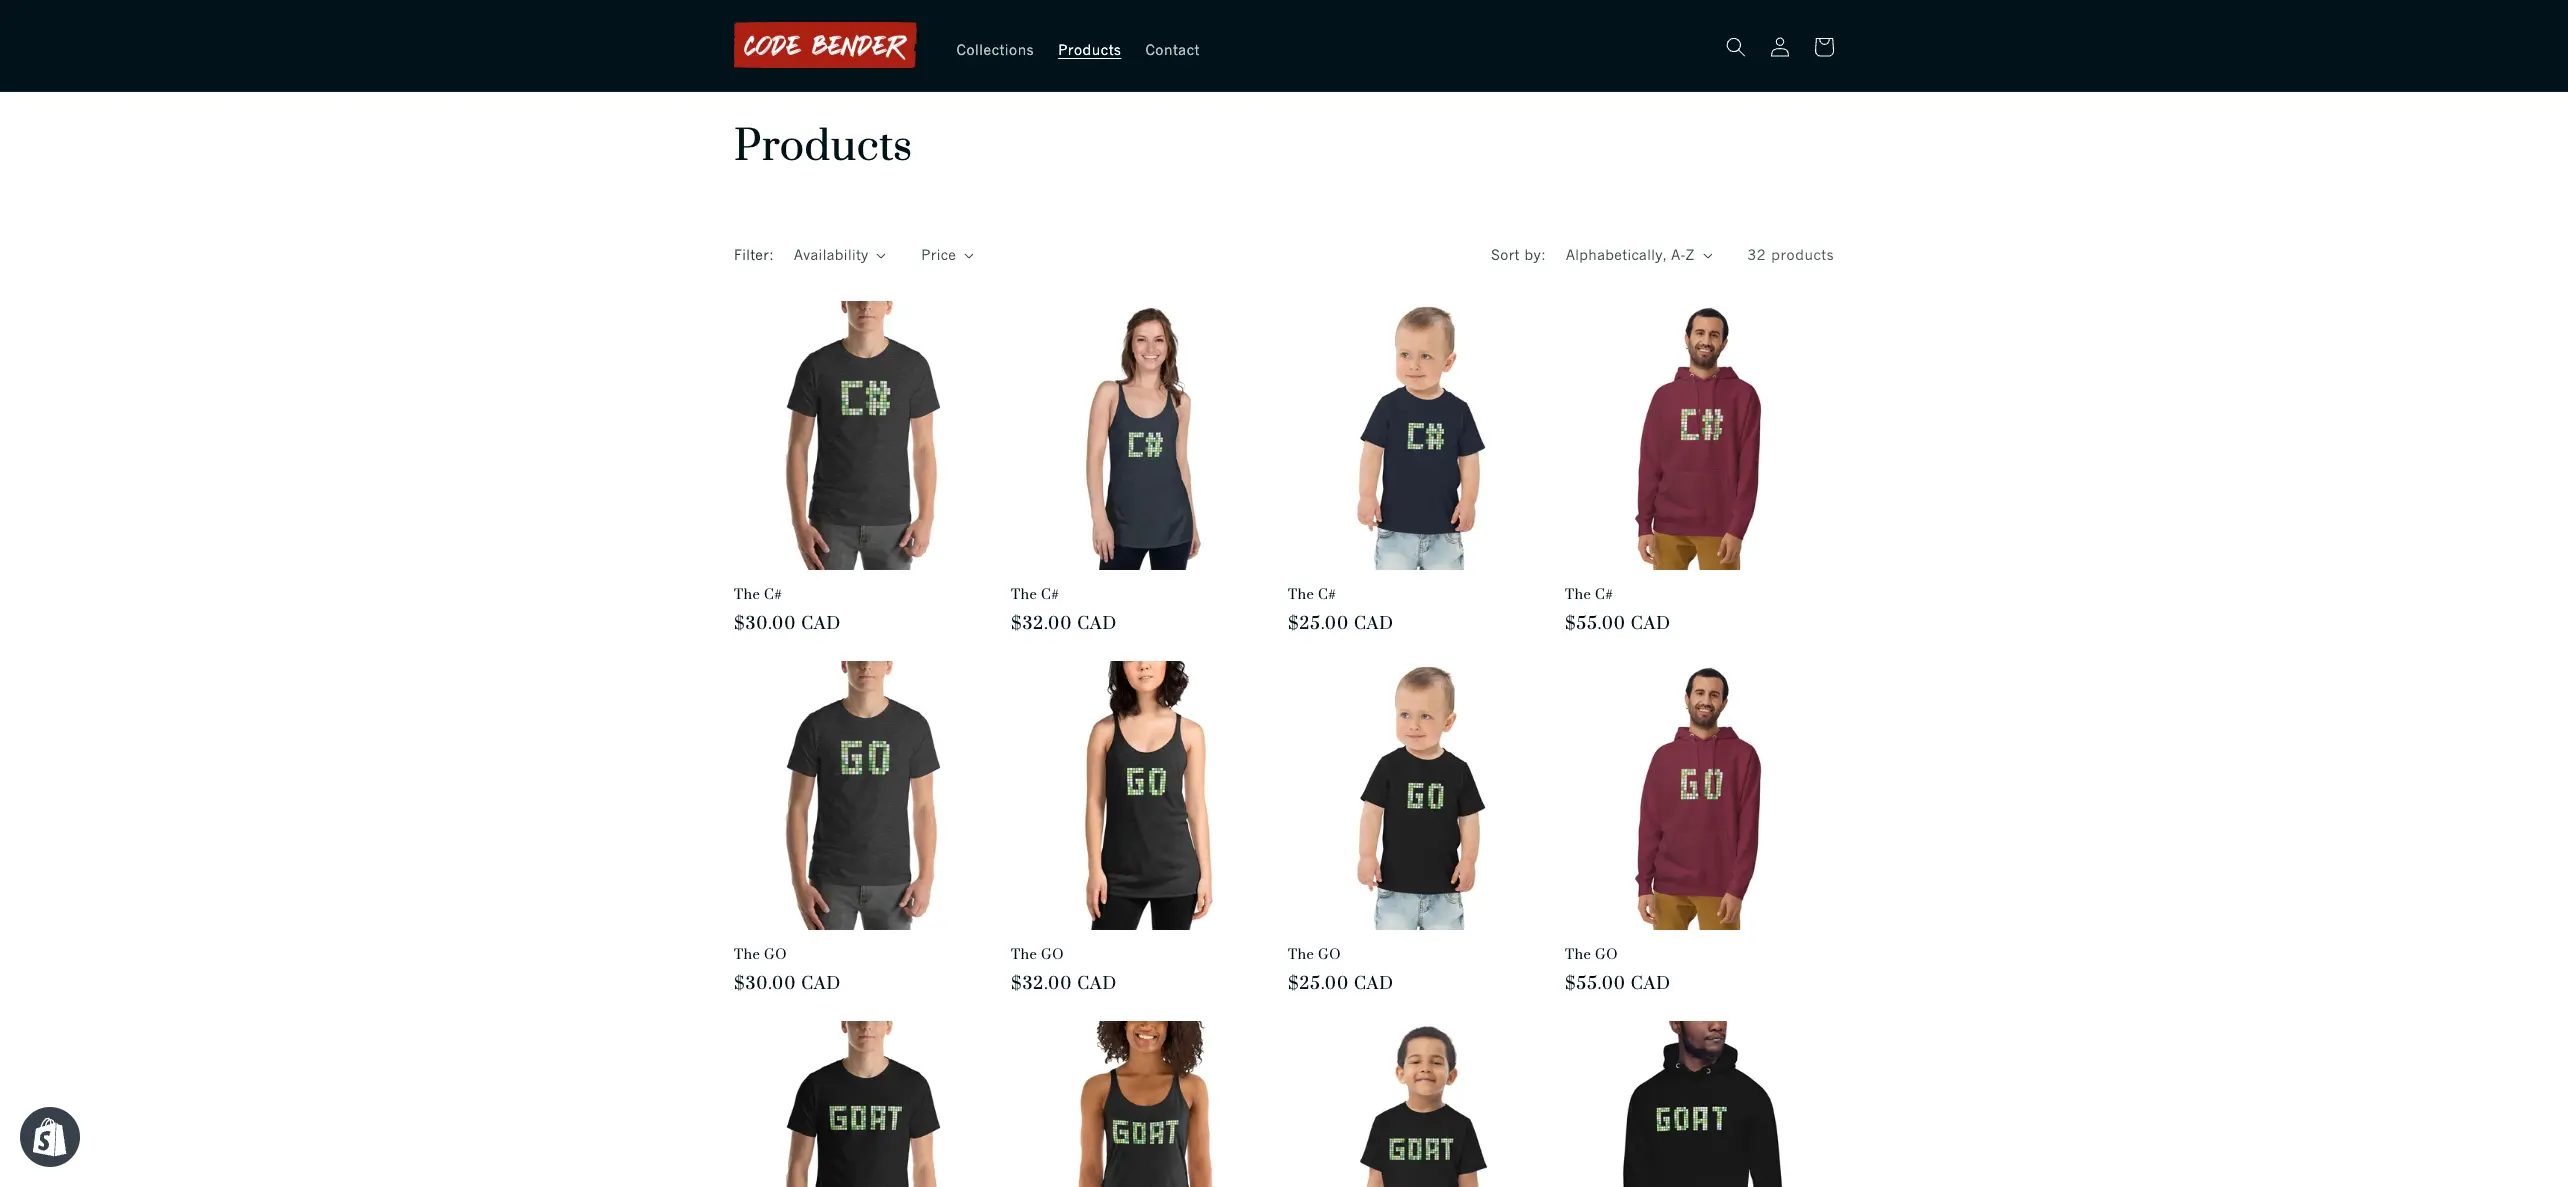 CODE BENDER
Collections Products Contact
Products
Filter: Availability Price
Sort by: Alphabetically, A-Z 32 products
C# C# C# C#
The C# The C# The C# The C#
$30.00 CAD $32.00 CAD $25.00 CAD $55.00 CAD
GO GO GO GO
The GO The GO The GO The GO
$30.00 CAD $32.00 CAD $25.00 CAD $55.00 CAD
GOAT GOAT GOAT GOAT
S